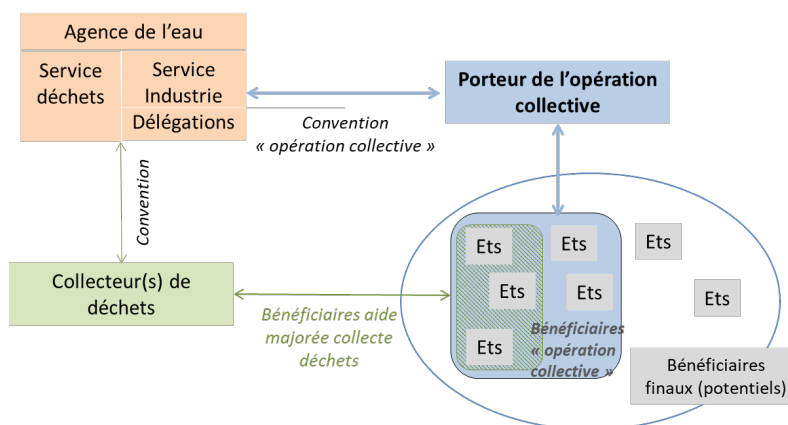 Agence de l’eau
Service
déchets
Service
Industrie
Délégations
Porteur de l’opération
collective
Convention
« opération collective »
Convention
Collecteur(s) de
déchets
Bénéficiaires aide
majorée collecte
déchets
Ets
Ets
Ets
Ets
Ets
Ets
Ets
Bénéficiaires
« opération
collective »
Bénéficiaires
finaux (potentiels)